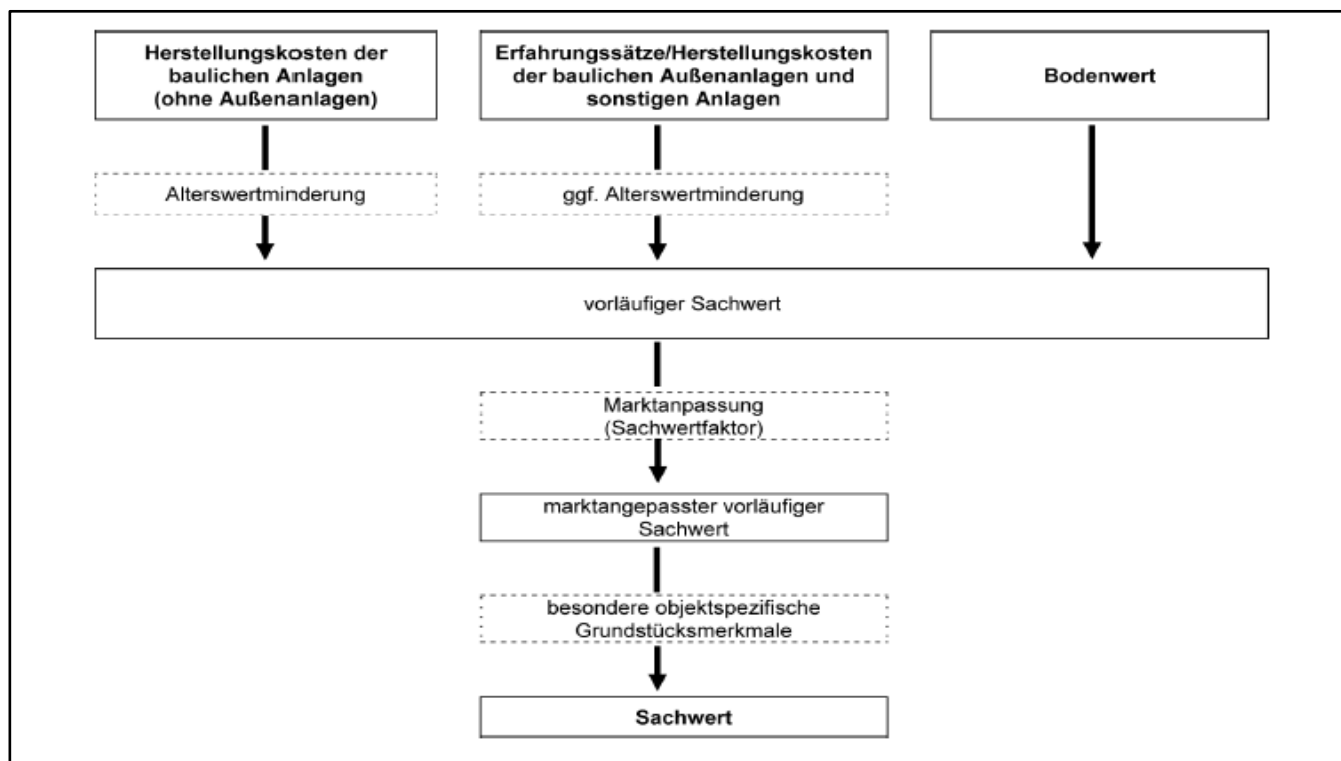 Herstellungskosten der
baulichen Anlagen
(ohne Außenanlagen)
Erfahrungssätze/Herstellungskosten
der baulichen Außenanlagen und
sonstigen Anlagen
Bodenwert
Alterswertminderung
ggf. Alterswertminderung
vorläufiger Sachwert
Marktanpassung
(Sachwertfaktor)
marktangepasster vorläufiger
Sachwert
besondere objektspezifische
Grundstücksmerkmale
Sachwert